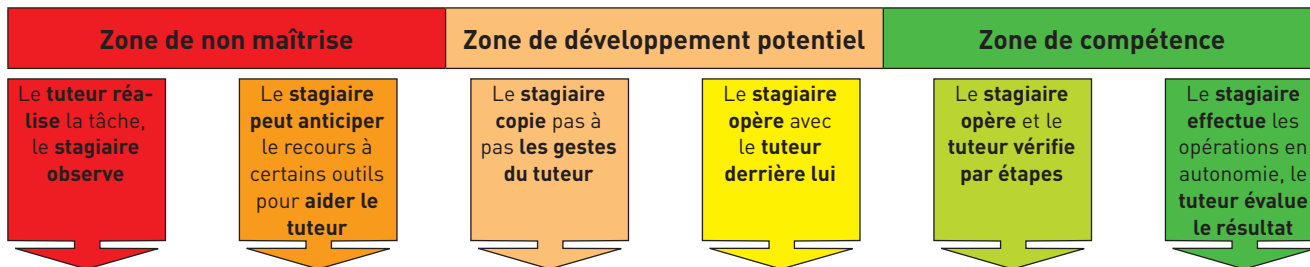 Zone de non maîtrise
Zone de développement potentiel
Zone de compétence
Le tuteur réa-
lise la tâche,
le stagiaire
observe
Le stagiaire
peut anticiper
le recours à
certains outils
pour aider le
tuteur
Le stagiaire
copie pas à
pas les gestes
du tuteur
Le stagiaire
opère avec
le tuteur
derrière lui
Le stagiaire
opère et le
tuteur vérifie
par étapes
Le stagiaire
effectue les
opérations en
autonomie, le
tuteur évalue
le résultat